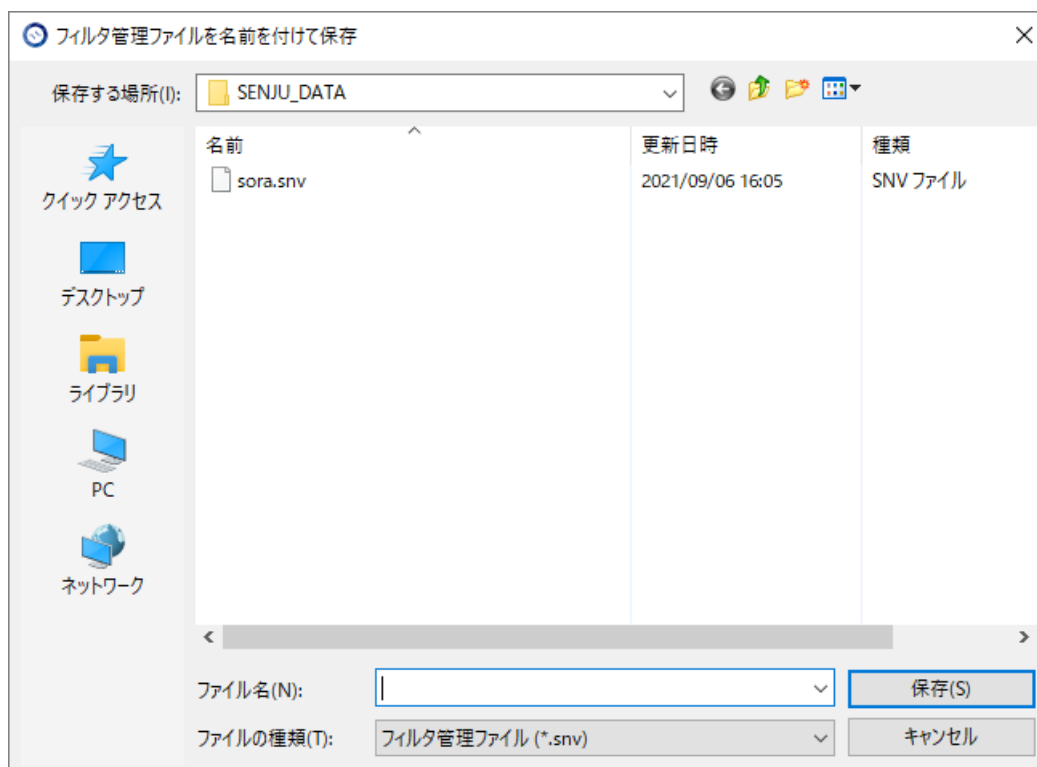 フィルタ管理ファイルを名前を付けて保存
保存する場所(I): SENJU_DATA
名前 更新日時 種類
sora.snv 2021/09/06 16:05 SNV ファイル
クイック アクセス
デスクトップ
ライブラリ
PC
ネットワーク
ファイル名(N): 保存(S)
ファイルの種類(T): フィルタ管理ファイル (*.snv) キャンセル